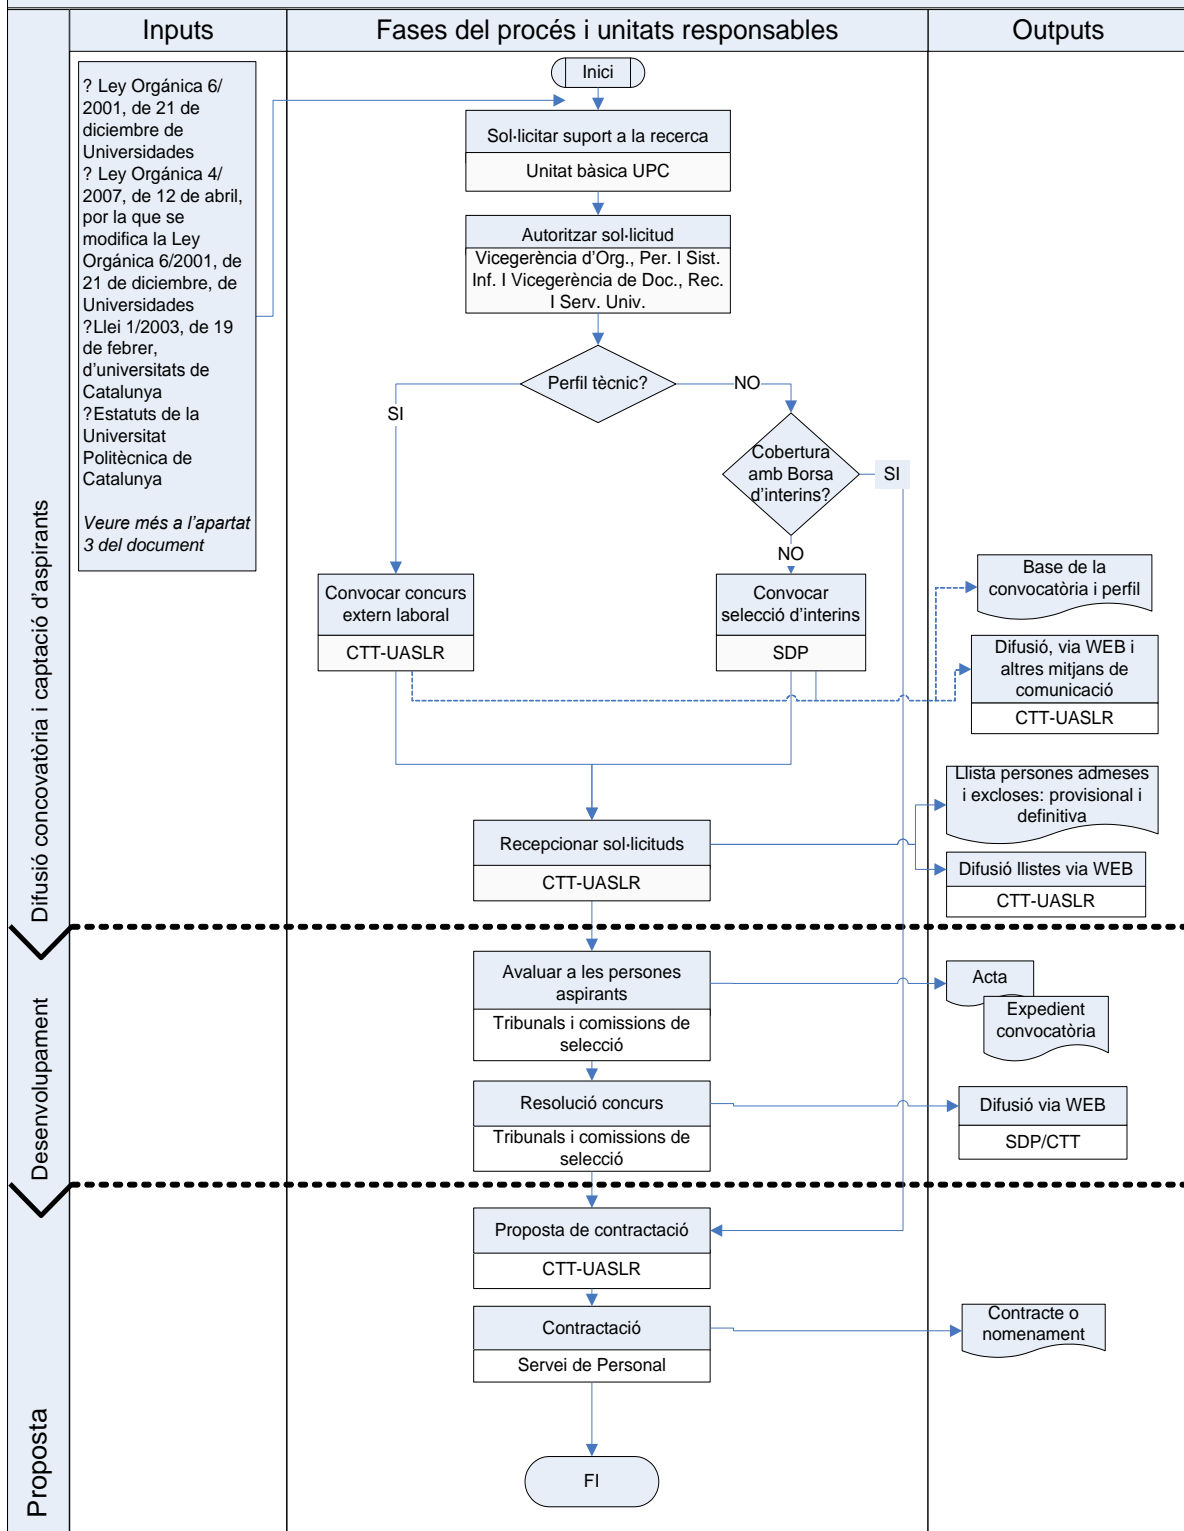 Inputs
Fases del procés i unitats responsables
Outputs
? Ley Orgánica 6/
2001, de 21 de
diciembre de
Universidades
? Ley Orgánica 4/
2007, de 12 de abril,
por la que se
modifica la Ley
Orgánica 6/2001, de
21 de diciembre, de
Universidades
?Llei 1/2003, de 19
de febrer,
d'universitats de
Catalunya
?Estatuts de la
Universitat
Politècnica de
Catalunya
Veure més a l'apartat
3 del document
Inici
Sol·licitar suport a la recerca
Unitat bàsica UPC
Autoritzar sol·licitud
Vicegerència d'Org., Per. I Sist.
Inf. I Vicegerència de Doc., Rec.
I Serv. Univ.
Perfil tècnic?
NO
SI
Cobertura
amb Borsa
d'interins?
SI
NO
Convocar concurs
extern laboral
CTT-UASLR
Convocar
selecció d'interins
SDP
Base de la
convocatòria i perfil
Difusió, via WEB i
altres mitjans de
comunicació
CTT-UASLR
Llista persones admeses
i excloses: provisional i
definitiva
Recepcionar sol·licituds
CTT-UASLR
Difusió llistes via WEB
CTT-UASLR
Difusió concovatòria i captació d'aspirants
Avaluar a les persones
aspirants
Tribunals i comissions de
selecció
Acta
Expedient
convocatòria
Resolució concurs
Tribunals i comissions de
selecció
Difusió via WEB
SDP/CTT
Desenvolupament
Proposta de contractació
CTT-UASLR
Contractació
Servei de Personal
Contracte o
nomenament
FI
Proposta